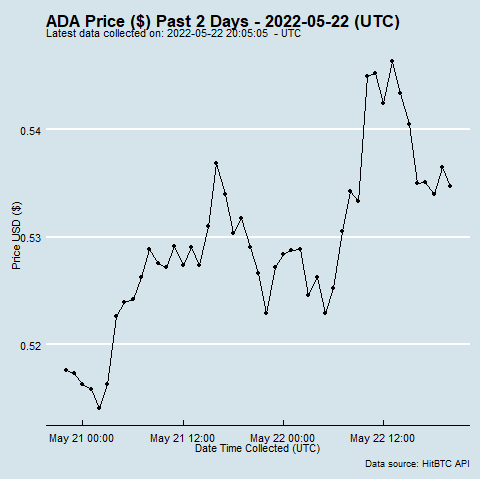 ADA Price ($) Past 2 Days - 2022-05-22 (UTC)
Latest data collected on: 2022-05-22 20:05:05 - UTC
0.54
0.53
0.52
Price USD ($)
May 21 00:00 May 21 12:00 May 22 00:00 May 22 12:00
Date Time Collected (UTC)
Data source: HitBTC API